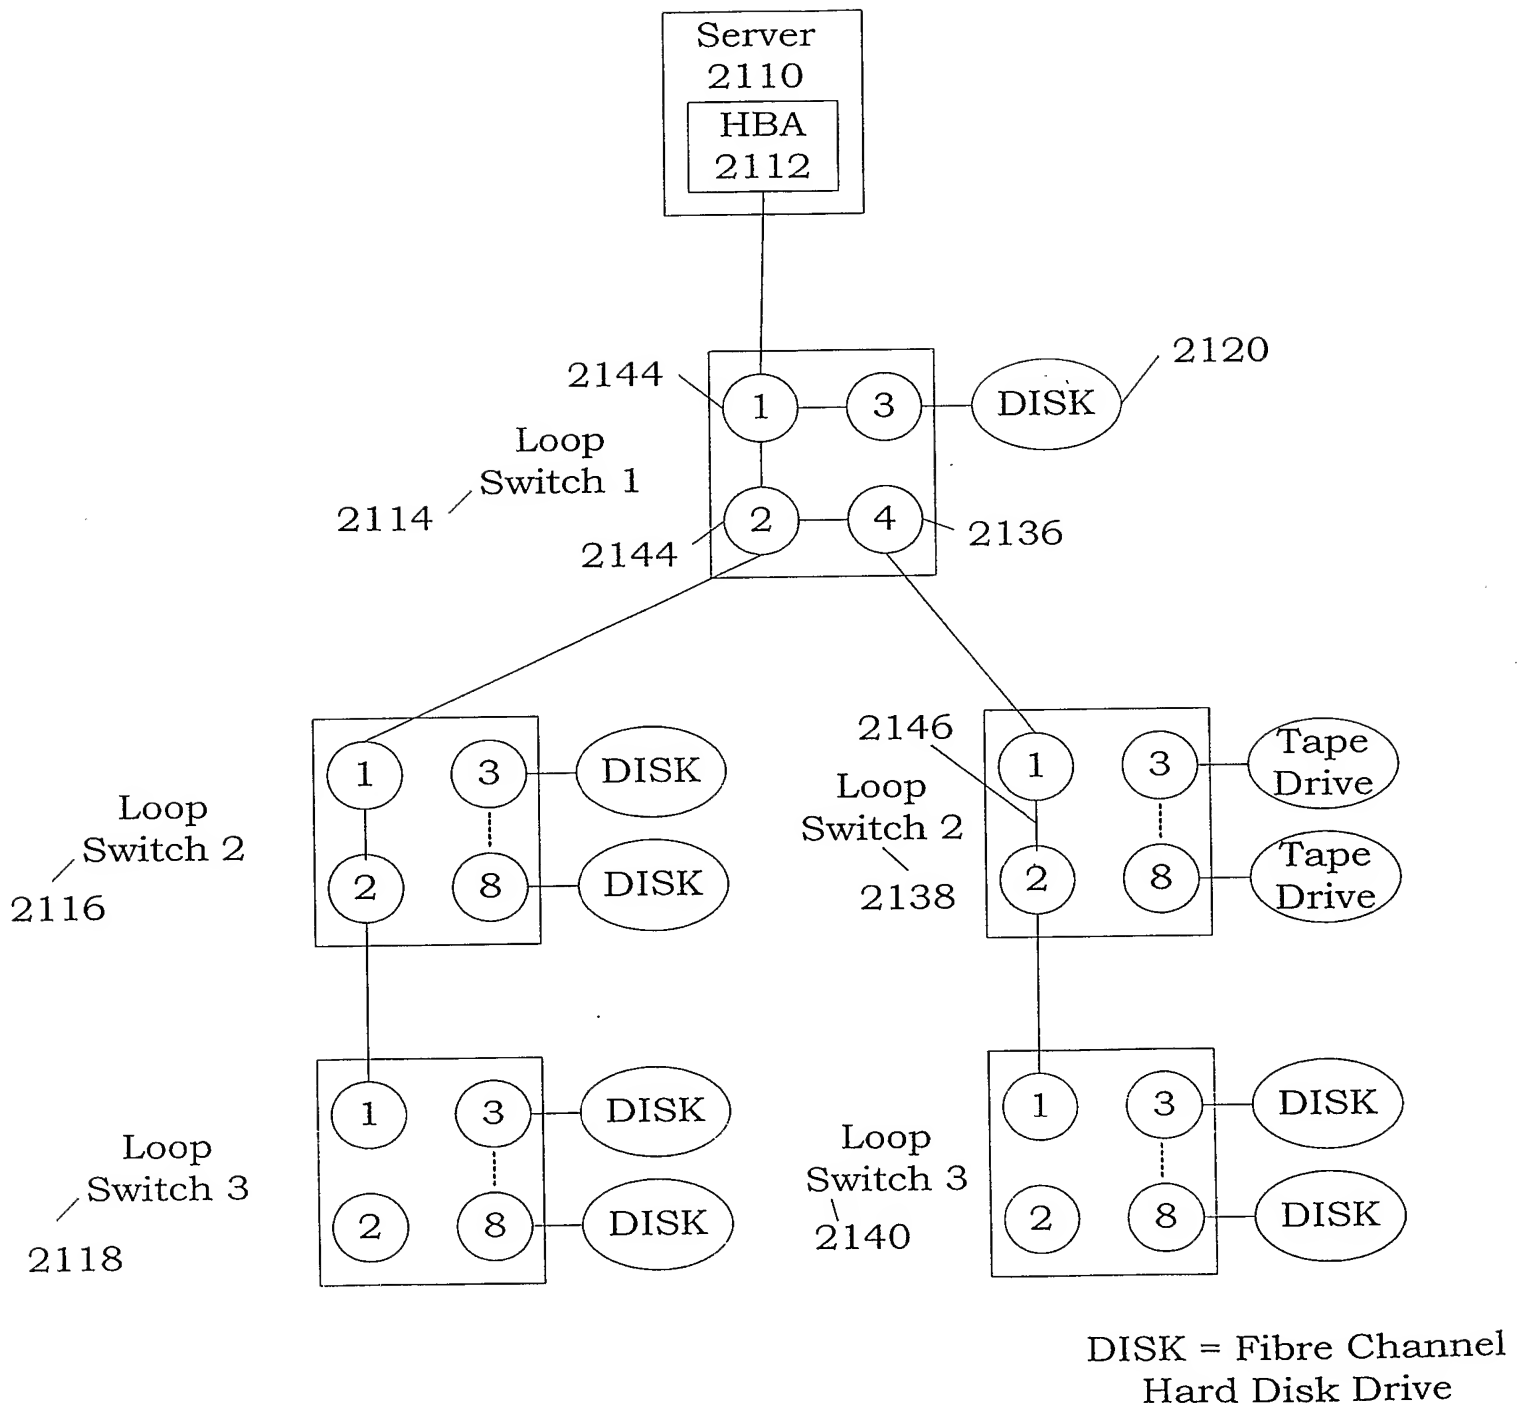 Server
2110
HBA
2112
2144
1
3
DISK
2120
Loop
Switch 1
2114
2144
2
4
2136
Loop
Switch 2
2116
1
3
DISK
2
8
DISK
2146
Loop
Switch 2
2138
1
3
Tape
Drive
2
8
Tape
Drive
Loop
Switch 3
2118
1
3
DISK
2
8
DISK
Loop
Switch 3
2140
1
3
DISK
2
8
DISK
DISK = Fibre Channel
Hard Disk Drive